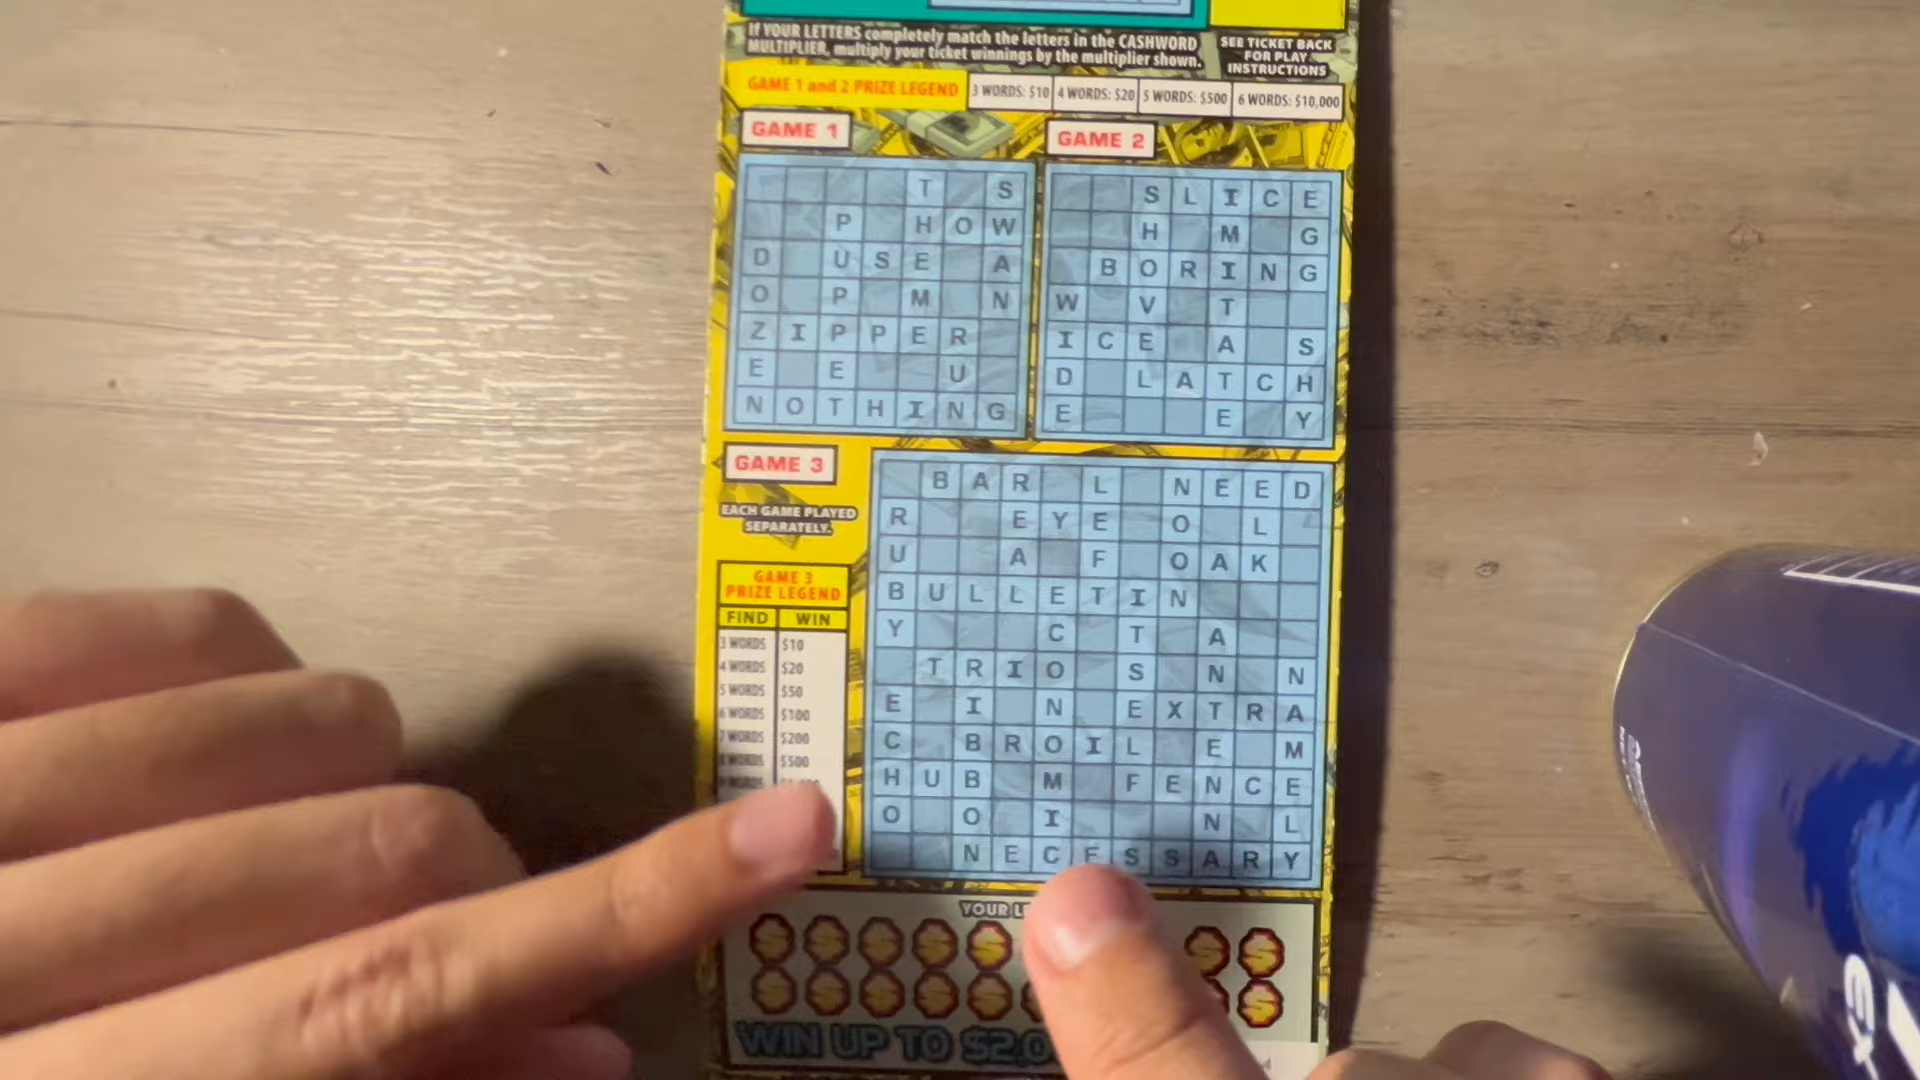 IF YOUR LETTERS completely match the letters in the CASHWORD
MULTIPLIER, multiply your ticket winnings by the multiplier shown.
SEE TICKET BACK
FOR PLAY
INSTRUCTIONS
GAME 1 and 2 PRIZE LEGEND
3 WORDS: $10
4 WORDS: $20
5 WORDS: $500
6 WORDS: $10,000
GAME 1
T S
P H O W
D U S E A
O P M N
Z I P P E R
E E U
N O T H I N G
GAME 2
S L I C E
H M G
B O R I N G
W V T
I C E A S
D L A T C H
E E Y
GAME 3
EACH GAME PLAYED
SEPARATELY.
GAME 3
PRIZE LEGEND
FIND WIN
3 WORDS $10
4 WORDS $20
5 WORDS $50
6 WORDS $100
7 WORDS $200
8 WORDS $500
B A R L N E E D
R E Y E O L
U A F O A K
B U L L E T I N
Y C T A
T R I O S N N
E I N E X T R A
C B R O I L E M
H U B M F E N C E
O O I N L
N E C E S S A R Y
YOUR
WIN UP TO $2,0